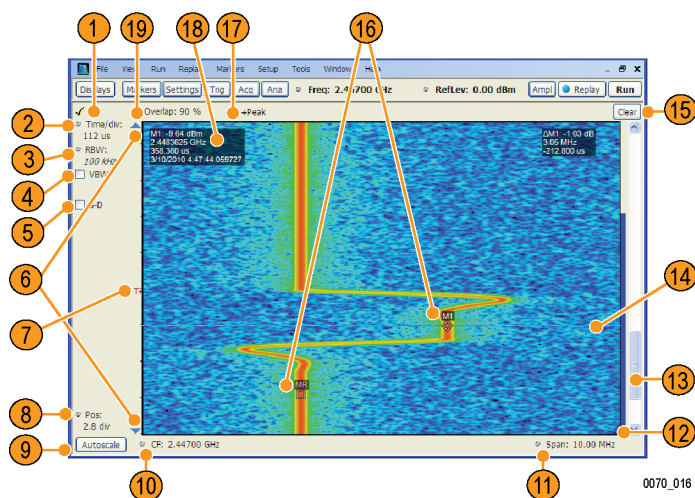 1 19 18 17 16
File View Run Replay Markers Setup Tools Window Help
Displays Markers Settings Trig Acq Ana Freq: 2.44700 GHz RefLev: 0.00 dBm Ampl Replay Run
Overlap: 90 % +Peak Clear 15
2 Time/div:
112 us
3 RBW:
100 kHz
4 VBW
5 3-D
6
7 T
8 Pos:
2.8 div
9 Autoscale
M1: -9.64 dBm
2.4483625 GHz
358.360 us
3/10/2010 4:47:44.059727
ΔM1: -1.03 dB
3.05 MHz
-212.800 us
M1
MR
14
13
12
CF: 2.44700 GHz Span: 10.00 MHz
10 11
0070_016